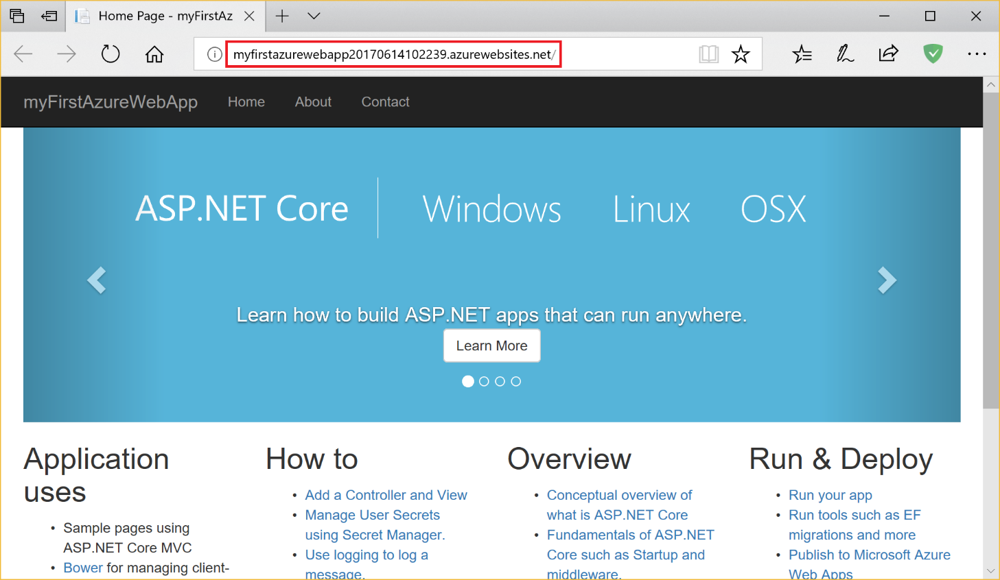 Home Page - myFirstAz
myfirstazurewebapp20170614102239.azurewebsites.net/
myFirstAzureWebApp Home About Contact
ASP.NET Core Windows Linux OSX
Learn how to build ASP.NET apps that can run anywhere.
Learn More
Application
uses
• Sample pages using
ASP.NET Core MVC
• Bower for managing client-
How to
• Add a Controller and View
• Manage User Secrets
using Secret Manager.
• Use logging to log a
message.
Overview
• Conceptual overview of
what is ASP.NET Core
• Fundamentals of ASP.NET
Core such as Startup and
middleware.
Run & Deploy
• Run your app
• Run tools such as EF
migrations and more
• Publish to Microsoft Azure
Web Apps